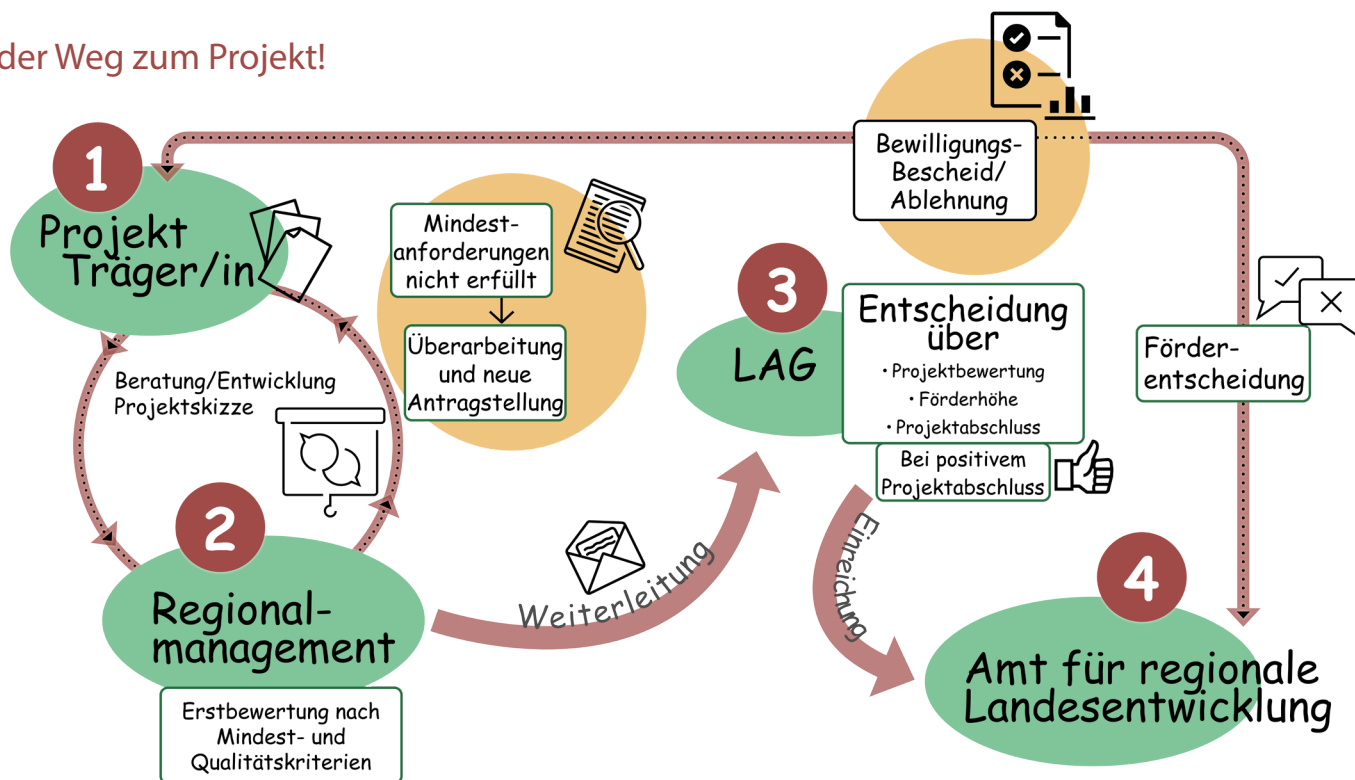 der Weg zum Projekt!
1
Projekt
Träger/in
Mindest-
anforderungen
nicht erfüllt
Überarbeitung
und neue
Antragstellung
Bewilligungs-
Bescheid/
Ablehnung
Beratung/Entwicklung
Projektskizze
2
Regional-
management
Erstbewertung nach
Mindest- und
Qualitätskriterien
Weiterleitung
3
LAG
Entscheidung
über
• Projektbewertung
• Förderhöhe
• Projektabschluss
Bei positivem
Projektabschluss
Einreichung
Förder-
entscheidung
4
Amt für regionale
Landesentwicklung